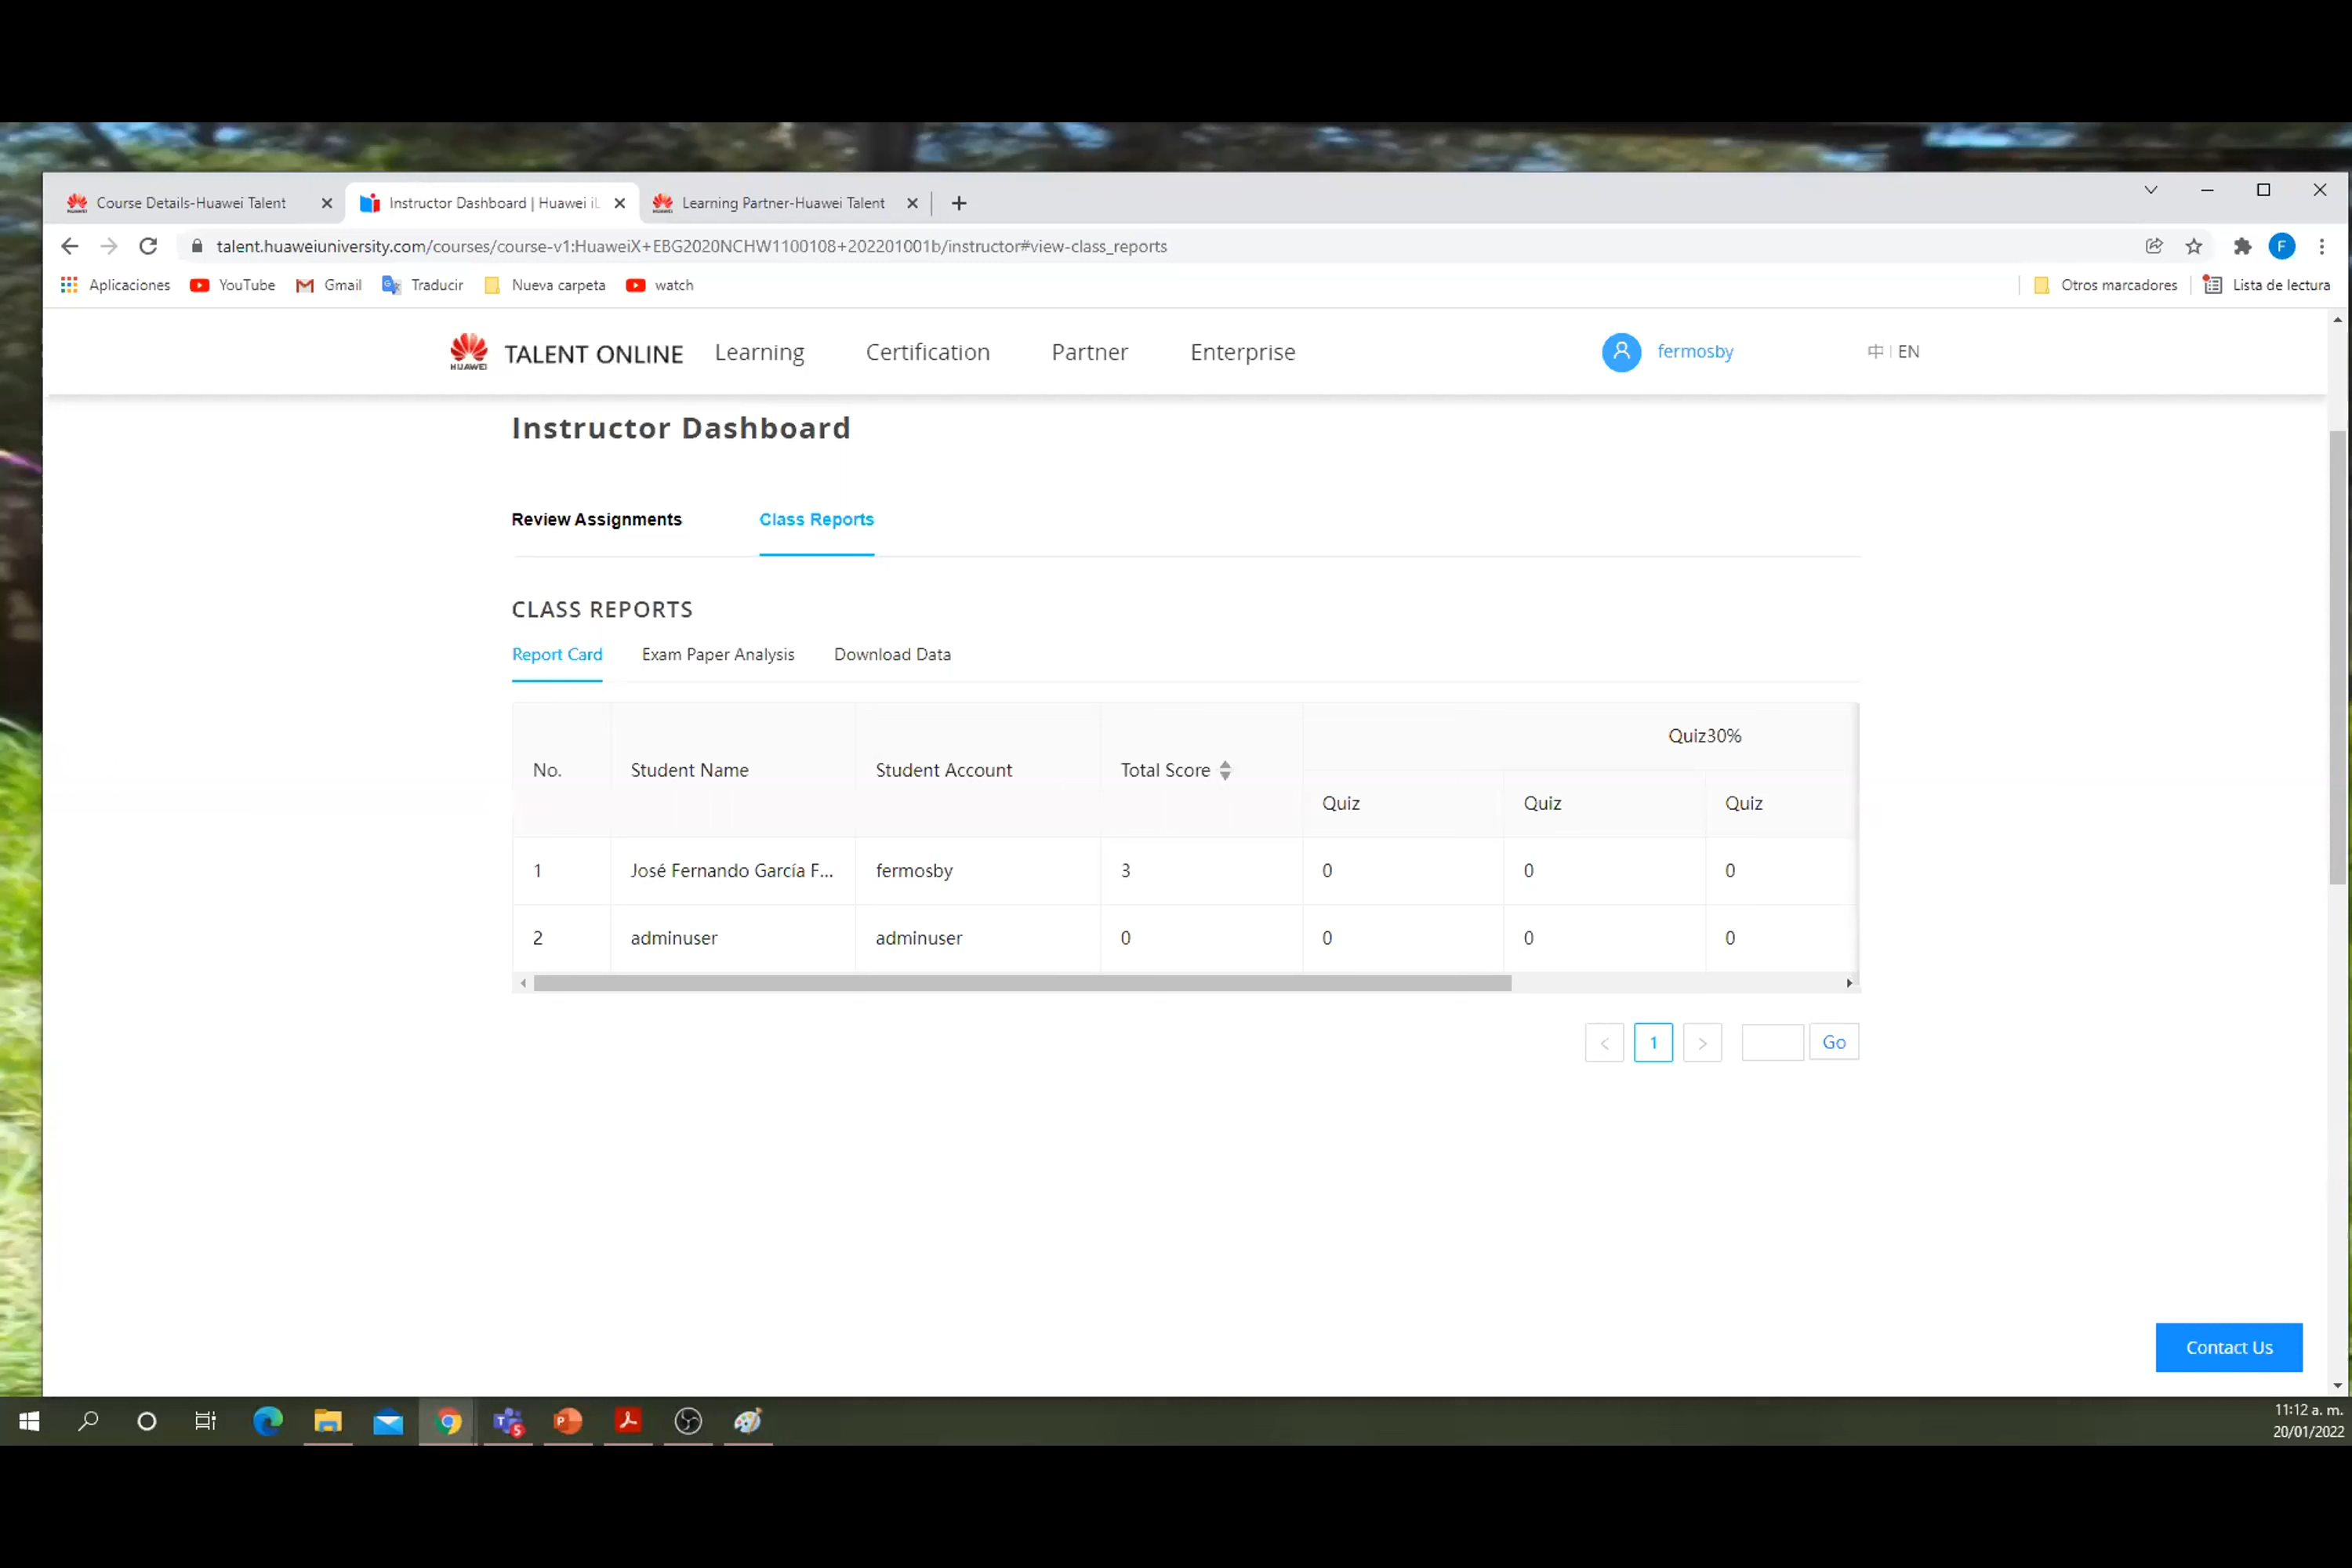 Course Details-Huawei Talent
Instructor Dashboard | Huawei iL
Learning Partner-Huawei Talent
talent.huaweiuniversity.com/courses/course-v1:HuaweiX+EBG2020NCHW1100108+202201001b/instructor#view-class_reports
F
Aplicaciones YouTube Gmail Traducir Nueva carpeta watch Otros marcadores Lista de lectura
HUAWEI TALENT ONLINE Learning Certification Partner Enterprise fermosby 中 | EN
Instructor Dashboard
Review Assignments Class Reports
CLASS REPORTS
Report Card Exam Paper Analysis Download Data
Quiz30%
No. Student Name Student Account Total Score
Quiz Quiz Quiz
1 José Fernando García F... fermosby 3 0 0 0
2 adminuser adminuser 0 0 0 0
< 1 > Go
Contact Us
11:12 a. m.
20/01/2022